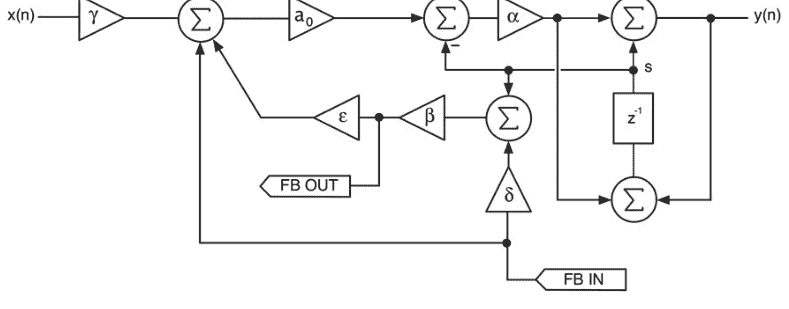 x(n) γ Σ a₀ Σ α Σ y(n)
− s
ε β Σ z⁻¹
FB OUT δ Σ
FB IN